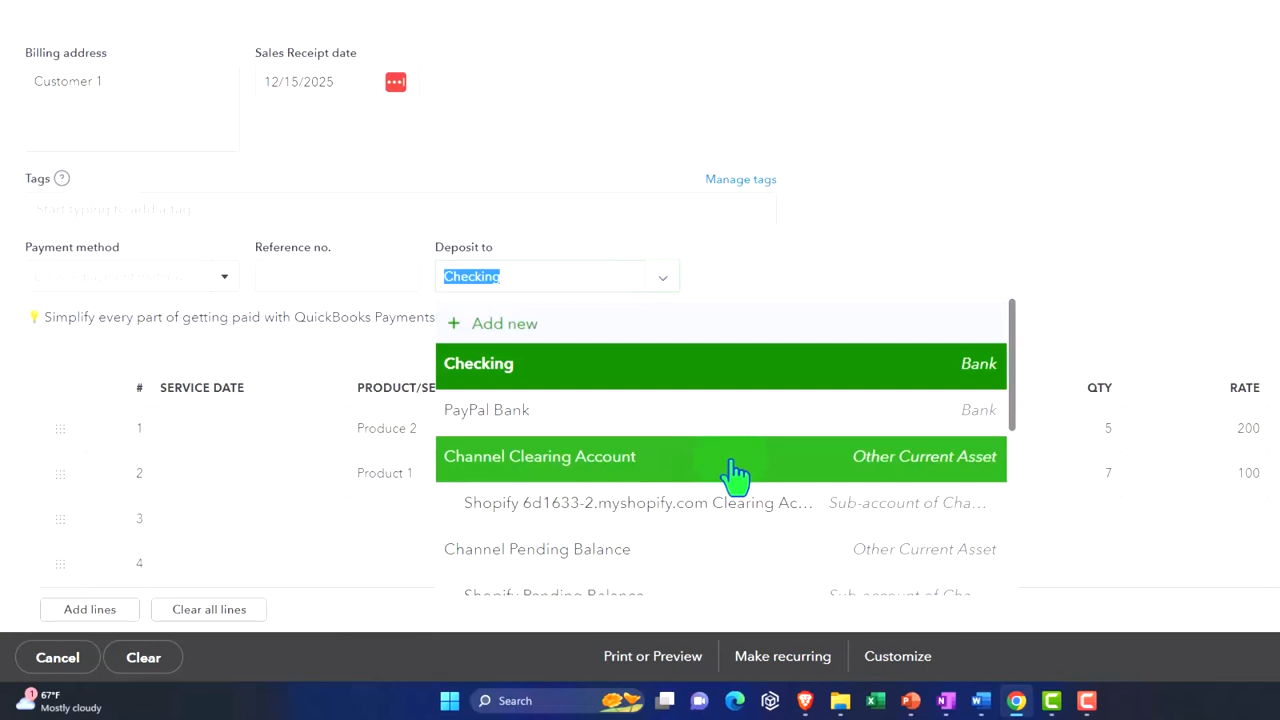 Billing address
Sales Receipt date
Customer 1
12/15/2025
Tags ?
Manage tags
Start typing to add a tag
Payment method
Reference no.
Deposit to
Checking
💡 Simplify every part of getting paid with QuickBooks Payments
+ Add new
Checking Bank
PayPal Bank Bank
Channel Clearing Account Other Current Asset
Shopify 6d1633-2.myshopify.com Clearing Ac... Sub-account of Cha...
Channel Pending Balance Other Current Asset
Shopify Pending Balance Sub-account of Cha...
# SERVICE DATE PRODUCT/SE QTY RATE
1 Produce 2 5 200
2 Product 1 7 100
3
4
Add lines Clear all lines
Cancel Clear Print or Preview Make recurring Customize
1
67°F
Mostly cloudy
Search